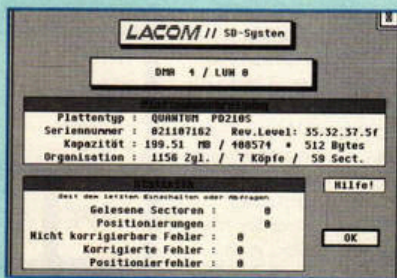 LACOM II SD-System
DMA 1 / LUN 0
Plattentyp : QUANTUM PD210S
Seriennummer : 021107162 Rev.Level: 35.32.37.5f
Kapazität : 199.51 MB / 408574 * 512 Bytes
Organisation : 1156 Zyl. / 7 Köpfe / 50 Sect.
Statistik
Seit dem letzten Einschalten oder Abfragen
Gelesene Sectoren : 0
Positionierungen : 0
Nicht korrigierbare Fehler : 0
Korrigierte Fehler : 0
Positionierfehler : 0
Hilfe!
OK